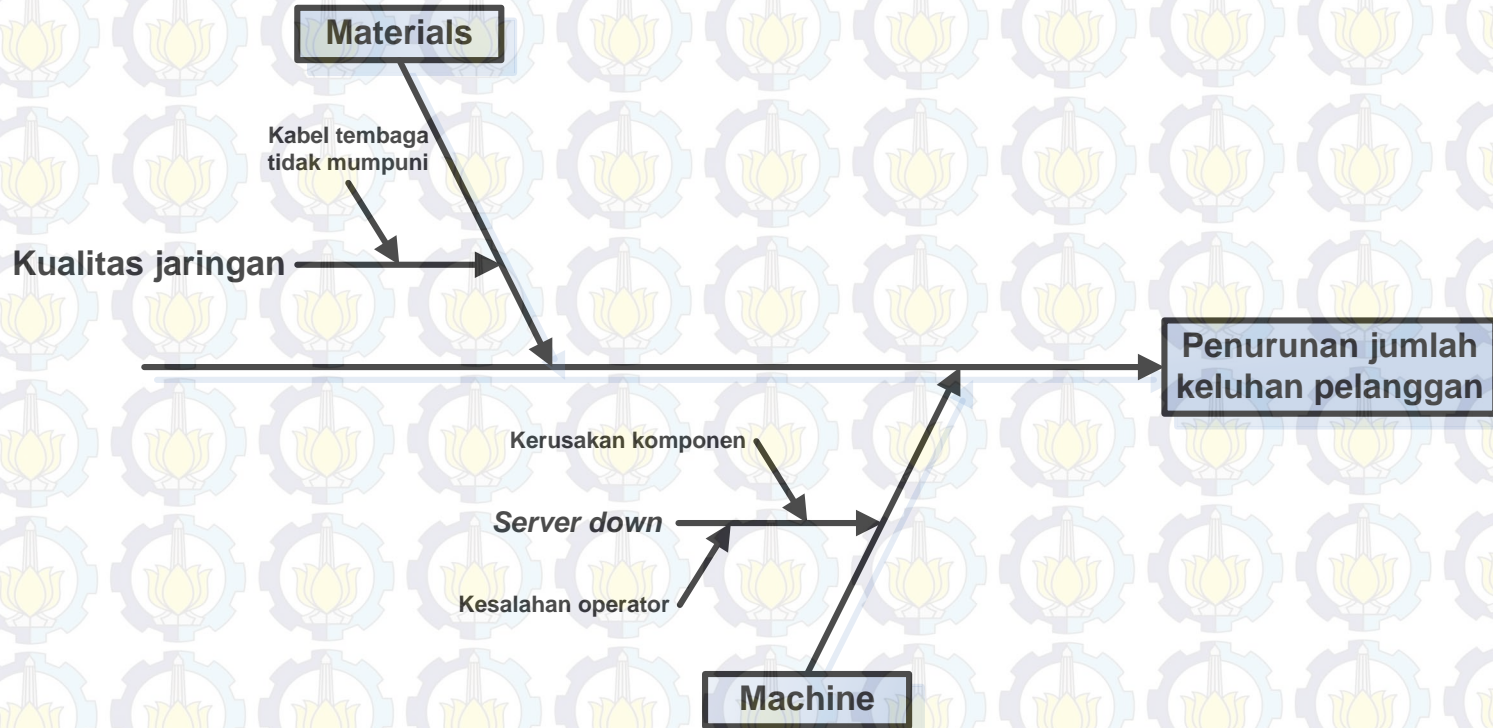 Materials
Kabel tembaga
tidak mumpuni
Kualitas jaringan
Penurunan jumlah
keluhan pelanggan
Kerusakan komponen
Server down
Kesalahan operator
Machine